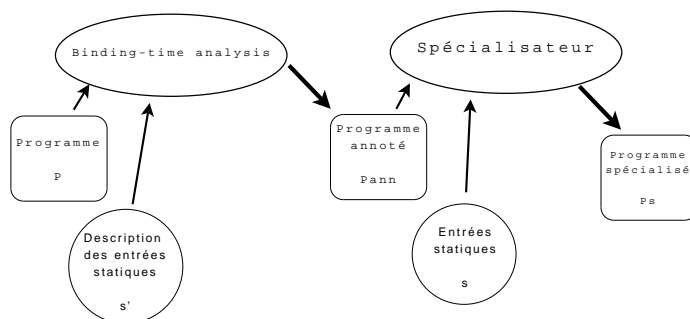 Binding-time analysis
Spécialisateur
Programme
P
Programme
annoté
Pann
Programme
spécialisé
Ps
Description
des entrées
statiques
s'
Entrées
statiques
s